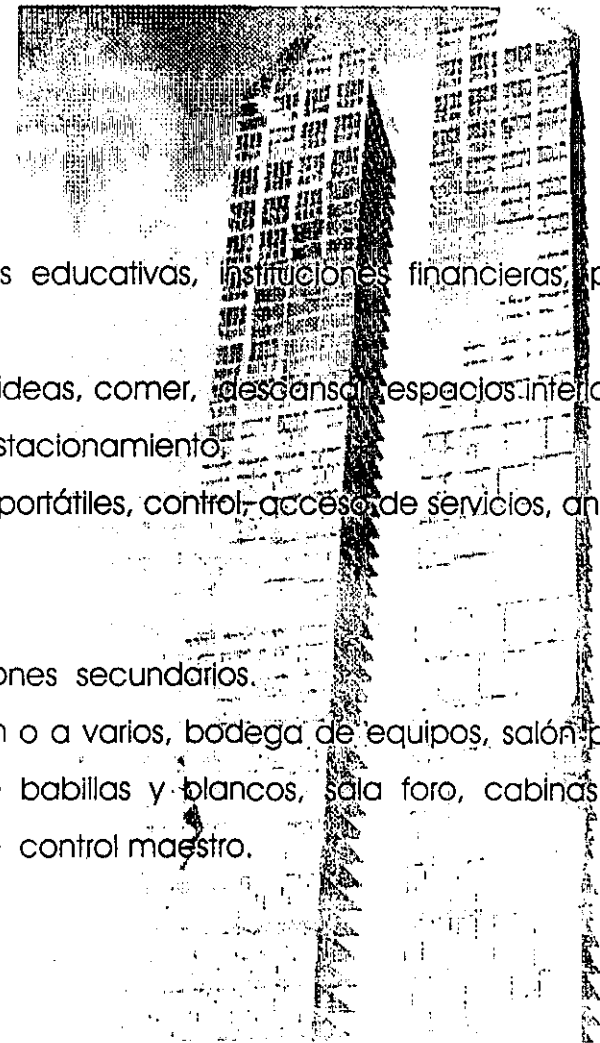 s educativas, instituciones financieras, p
ideas, comer, descansar, espacios interio
stacionamiento,
portátiles, control, acceso de servicios, an
ones secundarios.
n o a varios, bodega de equipos, salón p
babillas y blancos, sala foro, cabinas
control maestro.